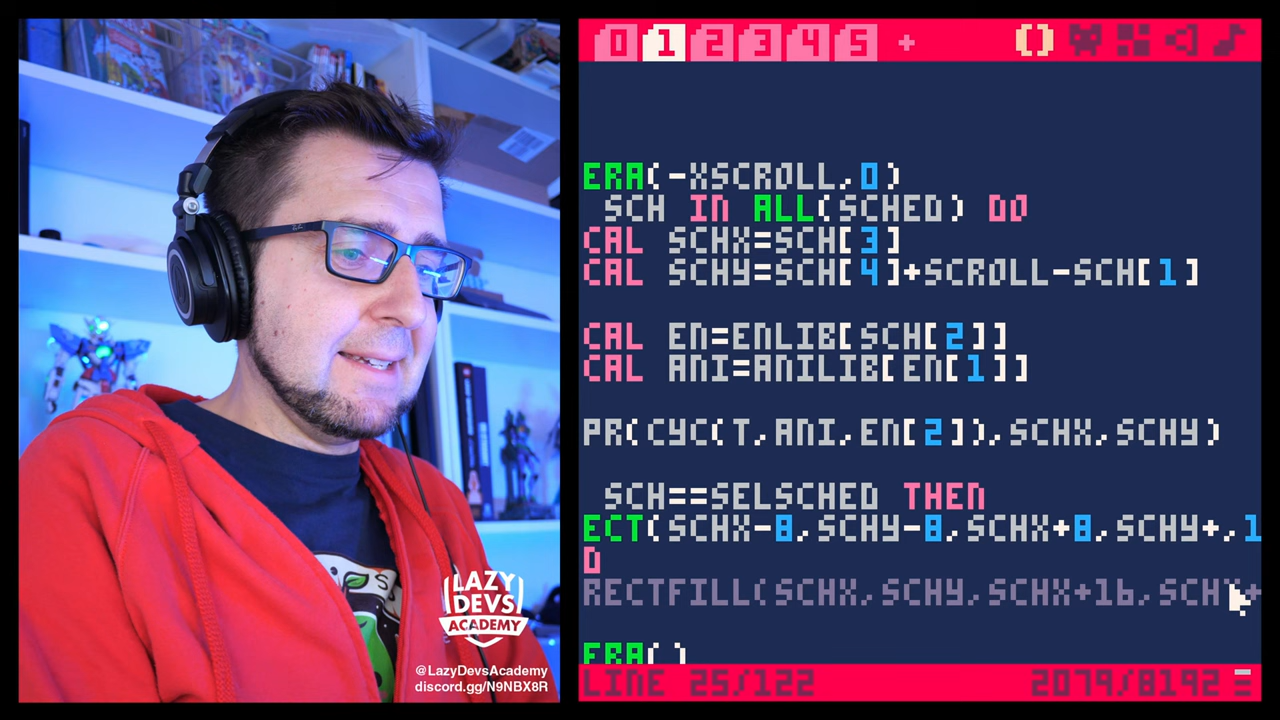 0 1 2 3 4 5 +
ERA(-XSCROLL,0)
SCH IN ALL(SCHED) DO
CAL SCHX=SCH[3]
CAL SCHY=SCH[4]+SCROLL-SCH[1]
CAL EN=ENLIB[SCH[2]]
CAL ANI=ANILIB[EN[1]]
PR(CYC(T,ANI,EN[2]),SCHX,SCHY)
SCH==SELSCHED THEN
ECT(SCHX-8,SCHY-8,SCHX+8,SCHY+,1
D
RECTFILL(SCHX,SCHY,SCHX+16,SCHY+
ERA()
LINE 25/122
2079/8192
LAZY
DEVS
ACADEMY
@LazyDevsAcademy
discord.gg/N9NBX8R